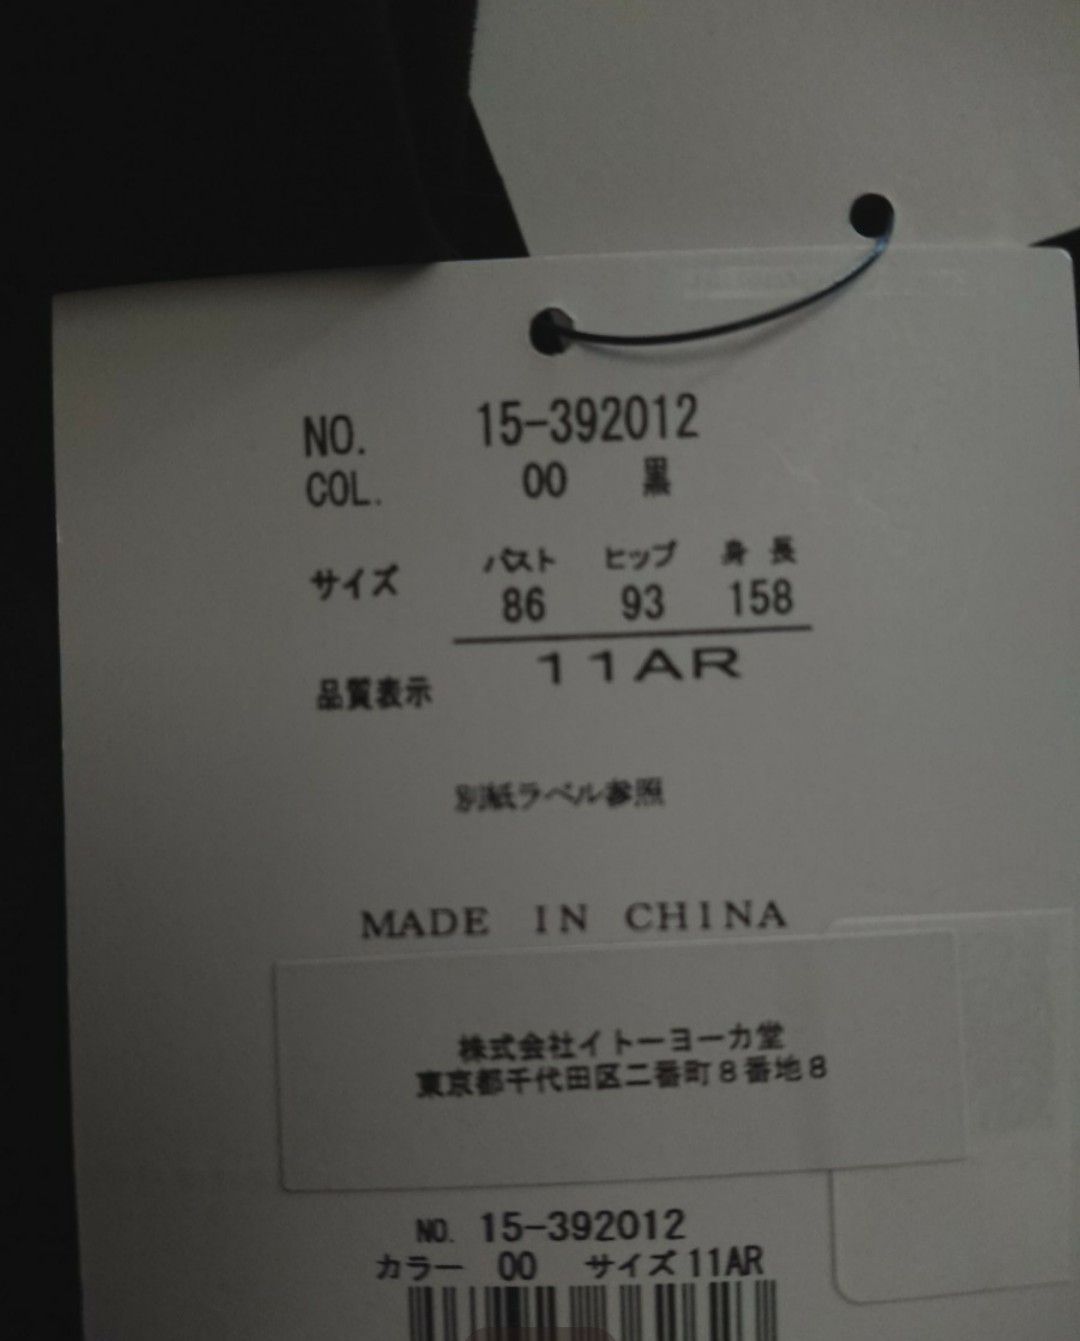 NO. 15-392012
COL. 00 黒
サイズ バスト ヒップ 身長
86 93 158
11AR
品質表示
別紙ラベル参照
MADE IN CHINA
株式会社イトーヨーカ堂
東京都千代田区二番町8番地8
NO. 15-392012
カラー 00 サイズ 11AR